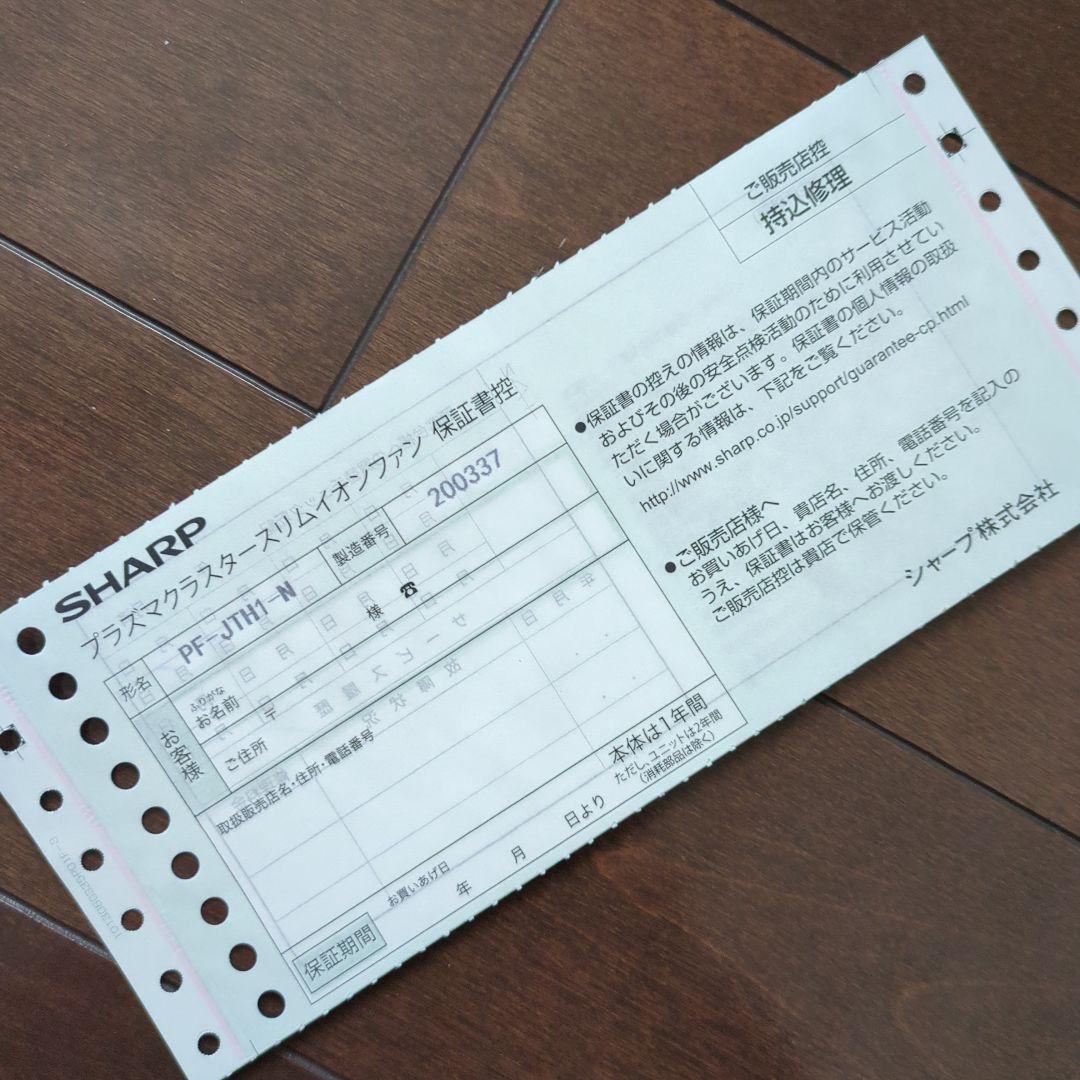 SHARP
プラズマクラスタースリムイオンファン 保証書控
形名 PF-JTH1-N 製造番号 200337
お客様
ふりがな
お名前 様 ☎
ご住所 〒
取扱販売店名・住所・電話番号
保証期間
お買いあげ日
年 月 日より
本体は1年間
ただし、ユニットは2年間
(消耗部品は除く)
ご販売店控
持込修理
●保証書の控えの情報は、保証期間内のサービス活動
およびその後の安全点検活動のために利用させてい
ただく場合がございます。保証書の個人情報の取扱
いに関する情報は、下記をご覧ください。
http://www.sharp.co.jp/support/guarantee-cp.html
●ご販売店様へ
お買いあげ日、貴店名、住所、電話番号を記入の
うえ、保証書はお客様へお渡しください。
ご販売店控は貴店で保管ください。
シャープ株式会社